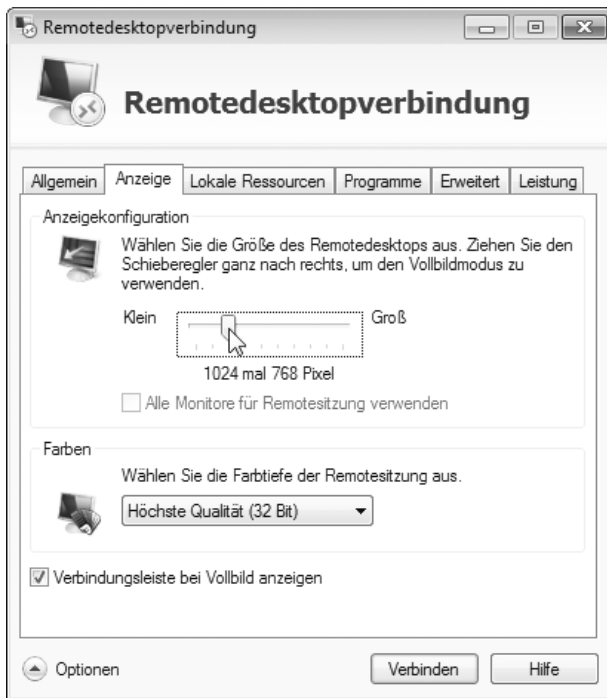 Remotedesktopverbindung
Remotedesktopverbindung
Allgemein Anzeige Lokale Ressourcen Programme Erweitert Leistung
Anzeigekonfiguration
Wählen Sie die Größe des Remotedesktops aus. Ziehen Sie den
Schieberegler ganz nach rechts, um den Vollbildmodus zu
verwenden.
Klein Groß
1024 mal 768 Pixel
Alle Monitore für Remotesitzung verwenden
Farben
Wählen Sie die Farbtiefe der Remotesitzung aus.
Höchste Qualität (32 Bit)
Verbindungsleiste bei Vollbild anzeigen
Optionen Verbinden Hilfe